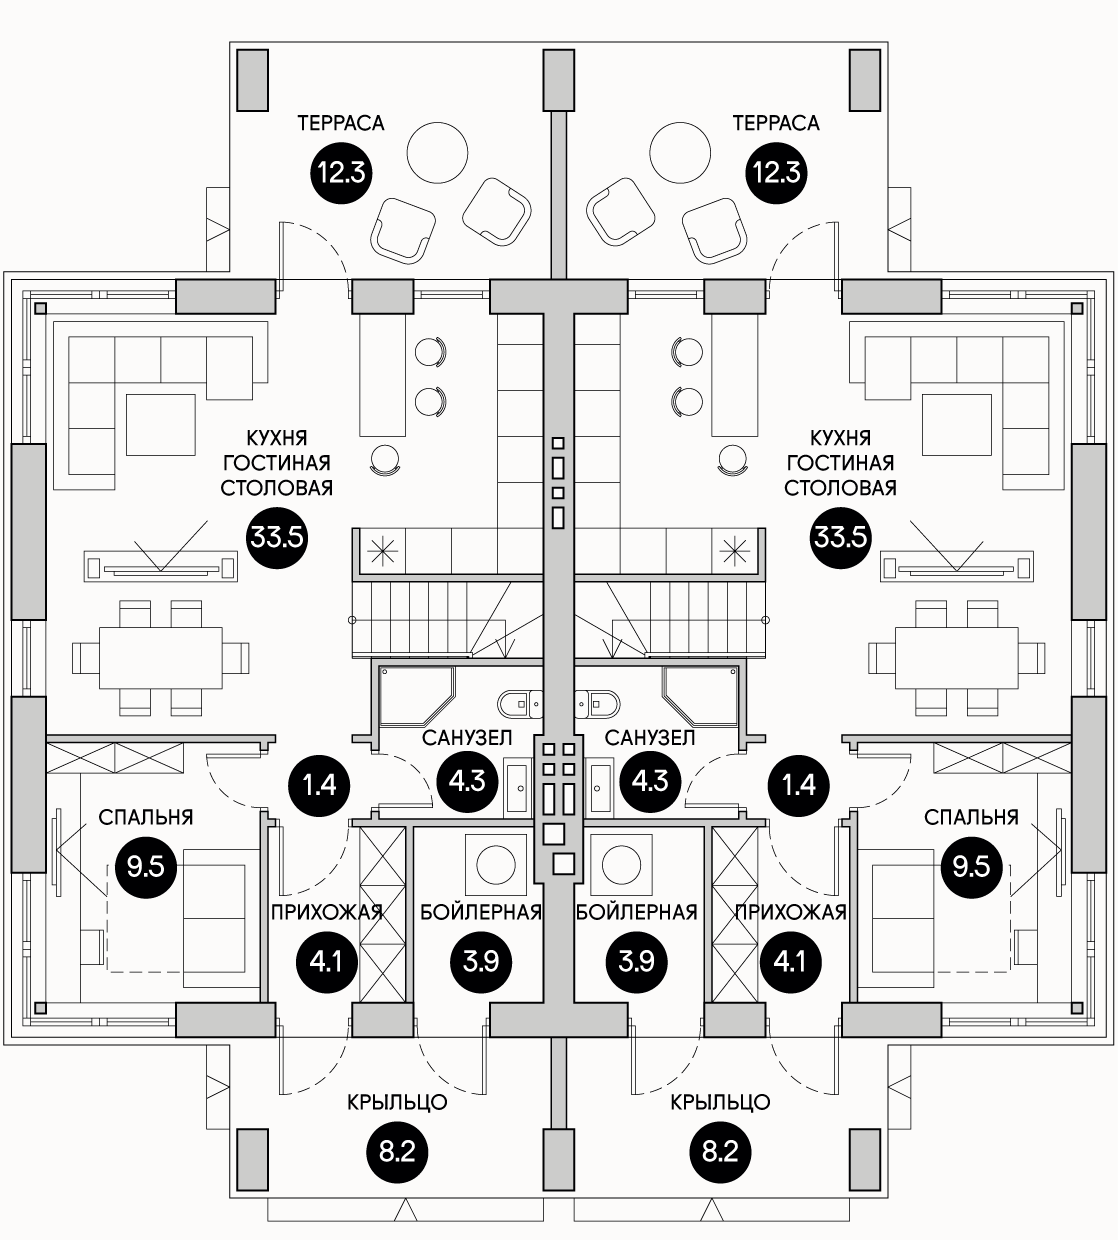 ТЕРРАСА
12.3
ТЕРРАСА
12.3
КУХНЯ
ГОСТИНАЯ
СТОЛОВАЯ
33.5
КУХНЯ
ГОСТИНАЯ
СТОЛОВАЯ
33.5
САНУЗЕЛ
4.3
САНУЗЕЛ
4.3
1.4
1.4
СПАЛЬНЯ
9.5
СПАЛЬНЯ
9.5
ПРИХОЖАЯ
4.1
БОЙЛЕРНАЯ
3.9
БОЙЛЕРНАЯ
3.9
ПРИХОЖАЯ
4.1
КРЫЛЬЦО
8.2
КРЫЛЬЦО
8.2